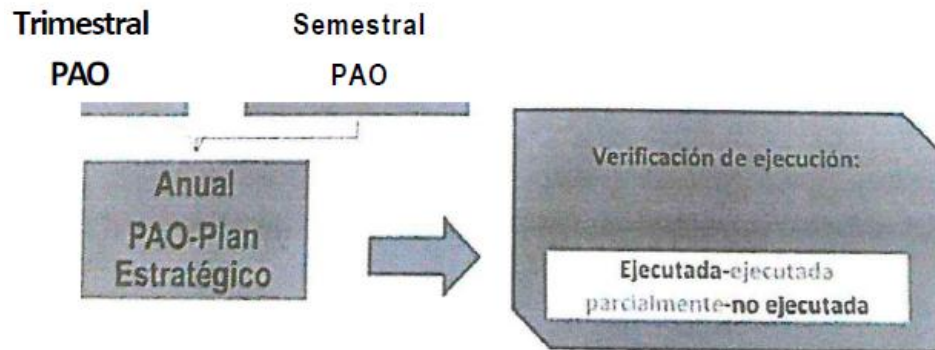 Trimestral
PAO
Semestral
PAO
Anual
PAO-Plan
Estratégico
Verificación de ejecución:
Ejecutada-ejecutada
parcialmente-no ejecutada